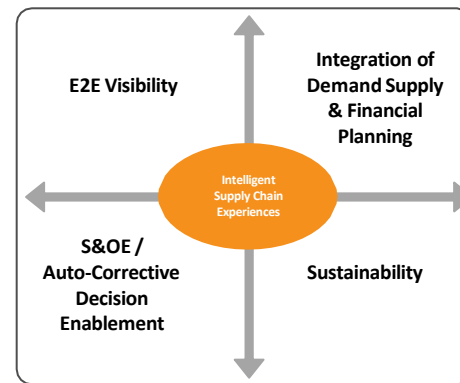 E2E Visibility
Integration of
Demand Supply
& Financial
Planning
Intelligent
Supply Chain
Experiences
S&OE /
Auto-Corrective
Decision
Enablement
Sustainability